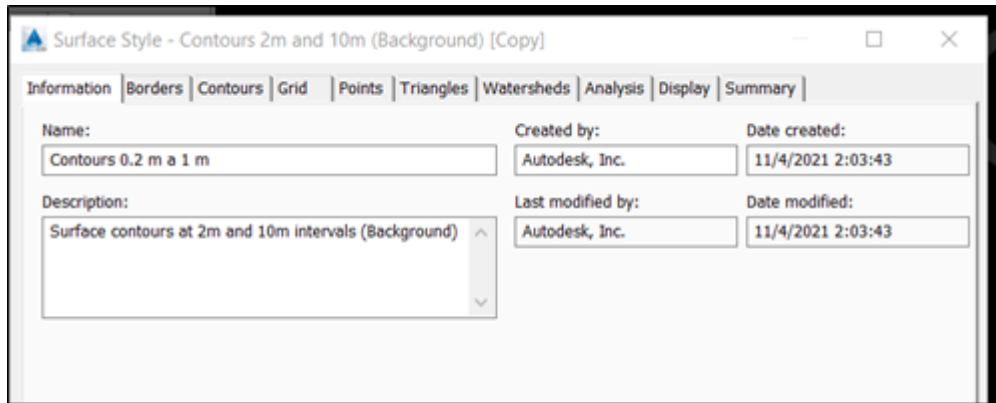 Surface Style - Contours 2m and 10m (Background) [Copy]
Information Borders Contours Grid Points Triangles Watersheds Analysis Display Summary
Name: Created by: Date created:
Contours 0.2 m a 1 m Autodesk, Inc. 11/4/2021 2:03:43
Description: Last modified by: Date modified:
Surface contours at 2m and 10m intervals (Background) Autodesk, Inc. 11/4/2021 2:03:43